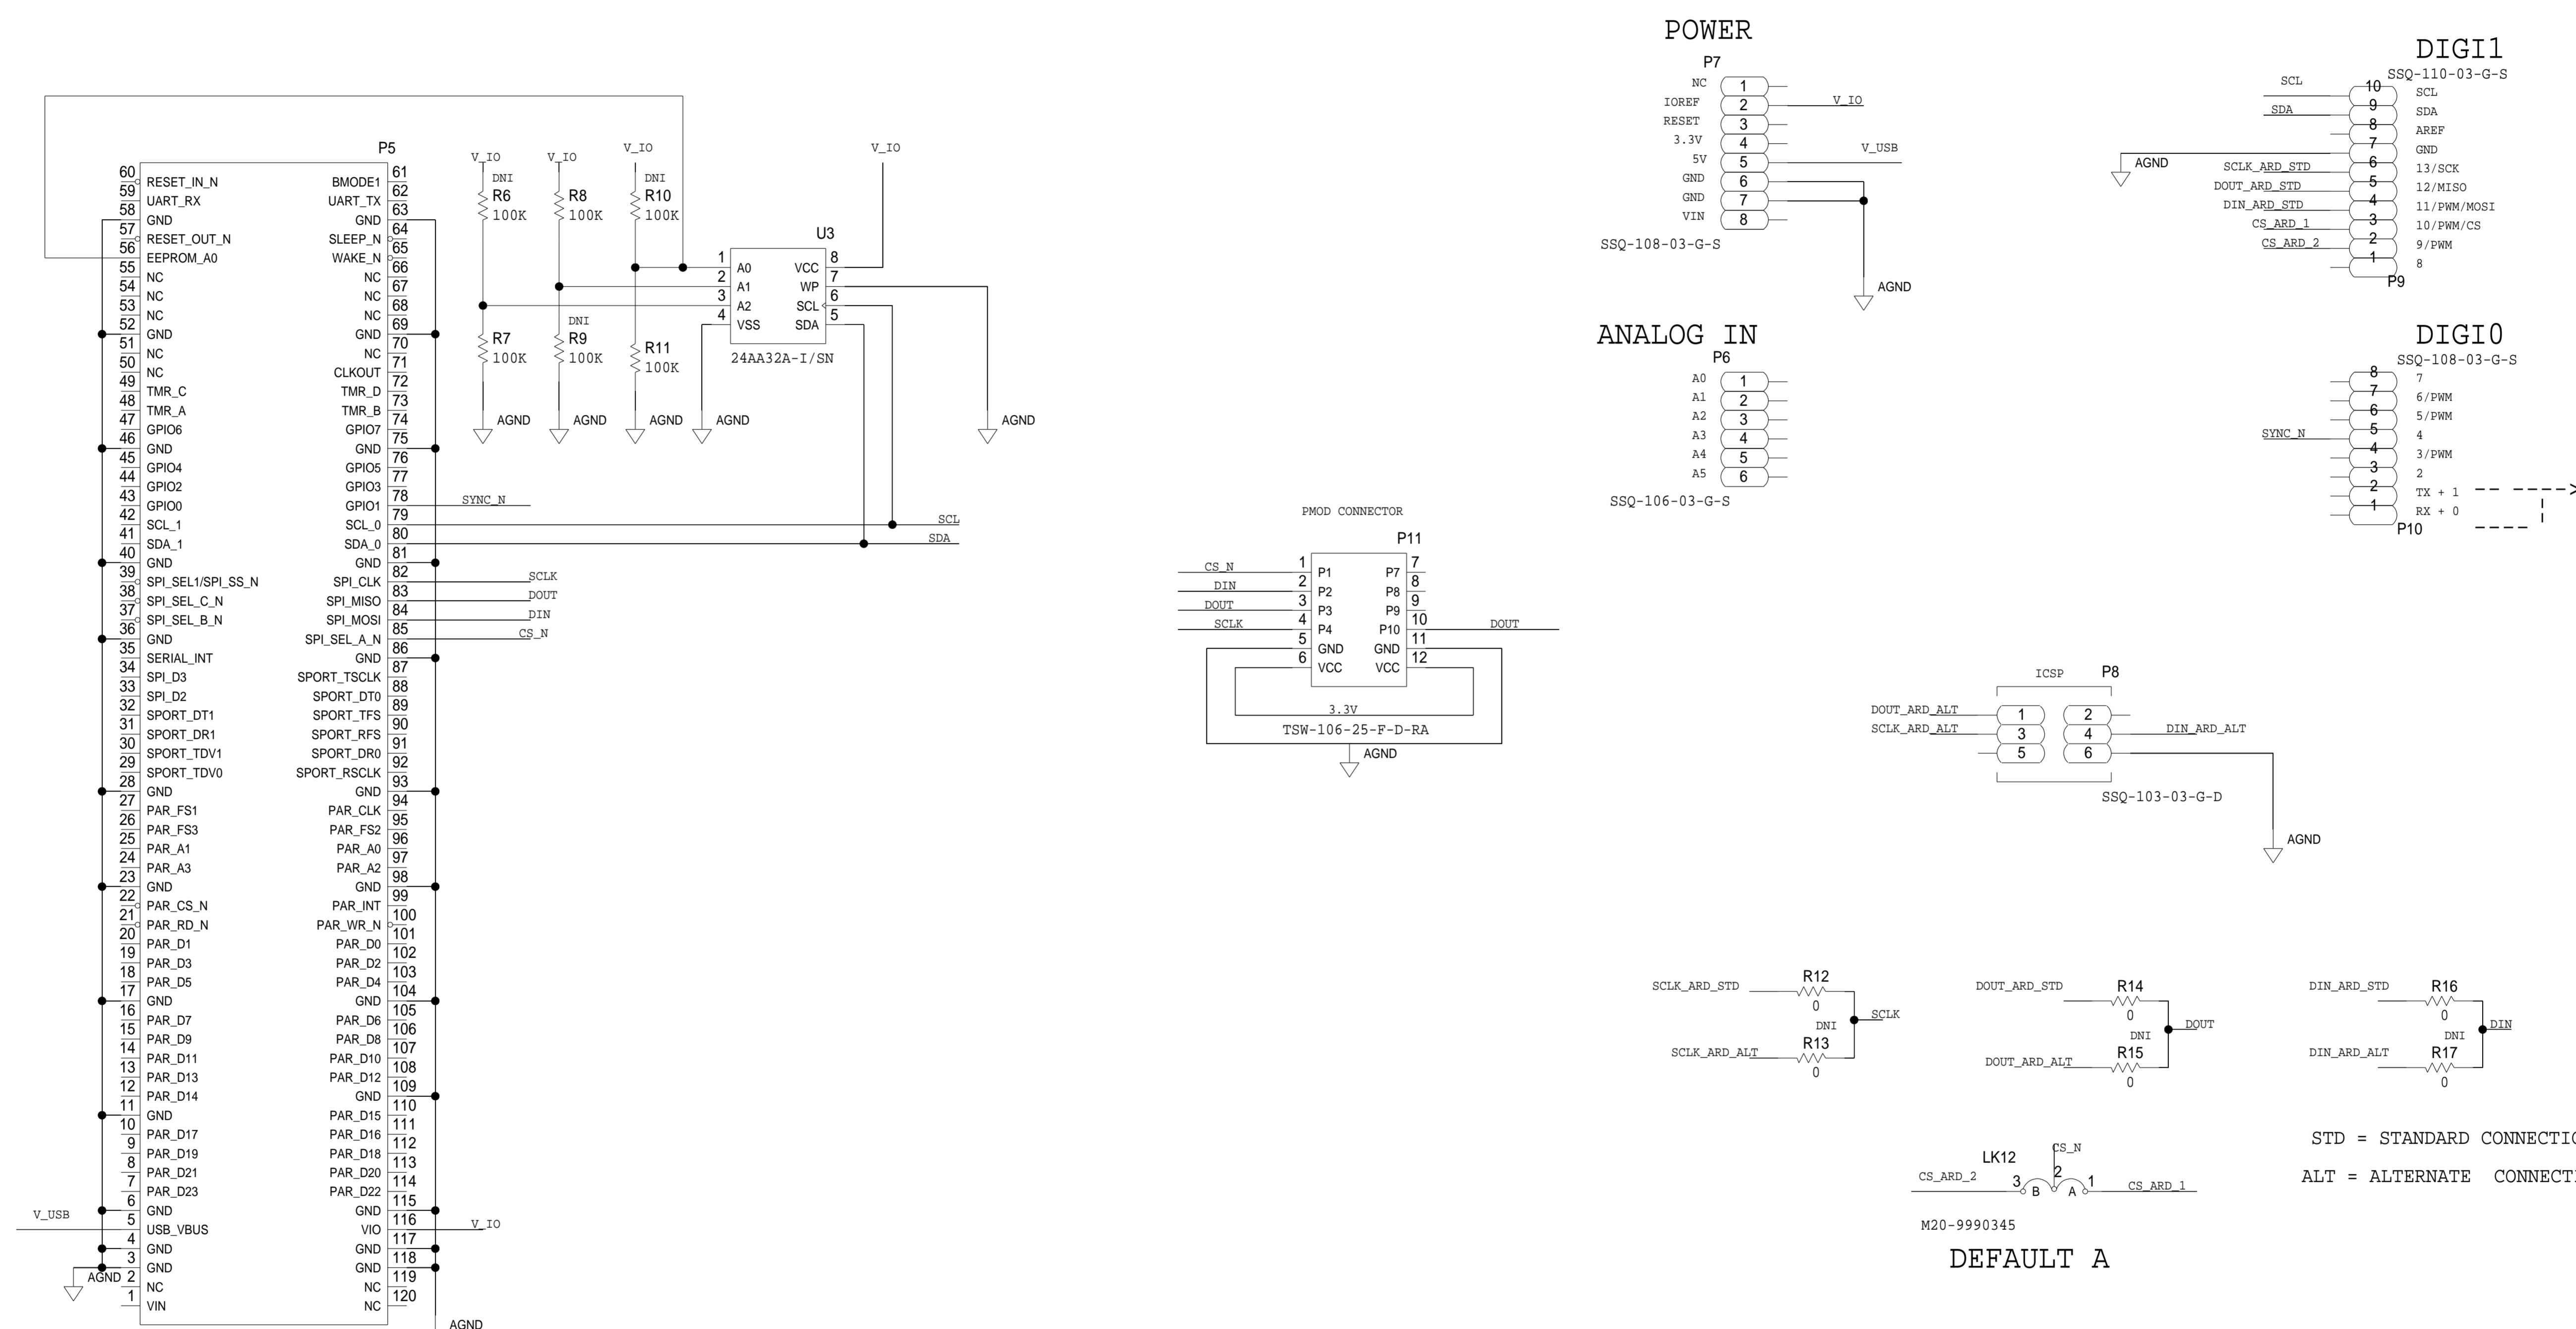 P5
60 RESET_IN_N BMODE1 61
59 UART_RX UART_TX 62
58 GND GND 63
57 RESET_OUT_N SLEEP_N 64
56 EEPROM_A0 WAKE_N 65
55 NC NC 66
54 NC NC 67
53 NC NC 68
52 GND GND 69
51 NC NC 70
50 NC CLKOUT 71
49 TMR_C TMR_D 72
48 TMR_A TMR_B 73
47 GPIO6 GPIO7 74
46 GND GND 75
45 GPIO4 GPIO5 76
44 GPIO2 GPIO3 77
43 GPIO0 GPIO1 78 SYNC_N
42 SCL_1 SCL_0 79 SCL
41 SDA_1 SDA_0 80 SDA
40 GND GND 81
39 SPI_SEL1/SPI_SS_N SPI_CLK 82 SCLK
38 SPI_SEL_C_N SPI_MISO 83 DOUT
37 SPI_SEL_B_N SPI_MOSI 84 DIN
36 GND SPI_SEL_A_N 85 CS_N
35 SERIAL_INT GND 86
34 SPI_D3 SPORT_TSCLK 87
33 SPI_D2 SPORT_DT0 88
32 SPORT_DT1 SPORT_TFS 89
31 SPORT_DR1 SPORT_RFS 90
30 SPORT_TDV1 SPORT_DR0 91
29 SPORT_TDV0 SPORT_RSCLK 92
28 GND GND 93
27 PAR_FS1 PAR_CLK 94
26 PAR_FS3 PAR_FS2 95
25 PAR_A1 PAR_A0 96
24 PAR_A3 PAR_A2 97
23 GND GND 98
22 PAR_CS_N PAR_INT 99
21 PAR_RD_N PAR_WR_N 100
20 PAR_D1 PAR_D0 101
19 PAR_D3 PAR_D2 102
18 PAR_D5 PAR_D4 103
17 GND GND 104
16 PAR_D7 PAR_D6 105
15 PAR_D9 PAR_D8 106
14 PAR_D11 PAR_D10 107
13 PAR_D13 PAR_D12 108
12 PAR_D14 GND 109
11 GND PAR_D15 110
10 PAR_D17 PAR_D16 111
9 PAR_D19 PAR_D18 112
8 PAR_D21 PAR_D20 113
7 PAR_D23 PAR_D22 114
6 GND GND 115
V_USB 5 USB_VBUS VIO 116 V_IO
4 GND GND 117
3 GND GND 118
AGND 2 NC NC 119
1 VIN NC 120
AGND
V_IO V_IO V_IO V_IO
DNI DNI
R6 R8 R10
100K 100K 100K
U3
1 A0 VCC 8
2 A1 WP 7
3 A2 SCL 6
4 VSS SDA 5
24AA32A-I/SN
DNI
R7 R9 R11
100K 100K 100K
AGND AGND AGND AGND AGND
PMOD CONNECTOR
P11
CS_N 1 P1 P7 7
DIN 2 P2 P8 8
DOUT 3 P3 P9 9
SCLK 4 P4 P10 10 DOUT
5 GND GND 11
6 VCC VCC 12
3.3V
TSW-106-25-F-D-RA
AGND
POWER
P7
NC 1
IOREF 2 V_IO
RESET 3
3.3V 4
5V 5 V_USB
GND 6
GND 7
VIN 8
SSQ-108-03-G-S
AGND
ANALOG IN
P6
A0 1
A1 2
A2 3
A3 4
A4 5
A5 6
SSQ-106-03-G-S
DIGI1
SSQ-110-03-G-S
SCL 10 SCL
SDA 9 SDA
8 AREF
AGND 7 GND
SCLK_ARD_STD 6 13/SCK
DOUT_ARD_STD 5 12/MISO
DIN_ARD_STD 4 11/PWM/MOSI
CS_ARD_1 3 10/PWM/CS
CS_ARD_2 2 9/PWM
1 8
P9
DIGI0
SSQ-108-03-G-S
8 7
7 6/PWM
6 5/PWM
SYNC_N 5 4
4 3/PWM
3 2
2 TX + 1
1 RX + 0
P10
ICSP P8
DOUT_ARD_ALT 1 2
SCLK_ARD_ALT 3 4 DIN_ARD_ALT
5 6
SSQ-103-03-G-D
AGND
SCLK_ARD_STD R12
0
DNI SCLK
SCLK_ARD_ALT R13
0
DOUT_ARD_STD R14
0
DNI DOUT
DOUT_ARD_ALT R15
0
DIN_ARD_STD R16
0
DNI DIN
DIN_ARD_ALT R17
0
STD = STANDARD CONNECTIO
ALT = ALTERNATE CONNECT
LK12 CS_N
CS_ARD_2 3 B 2 A 1 CS_ARD_1
M20-9990345
DEFAULT A